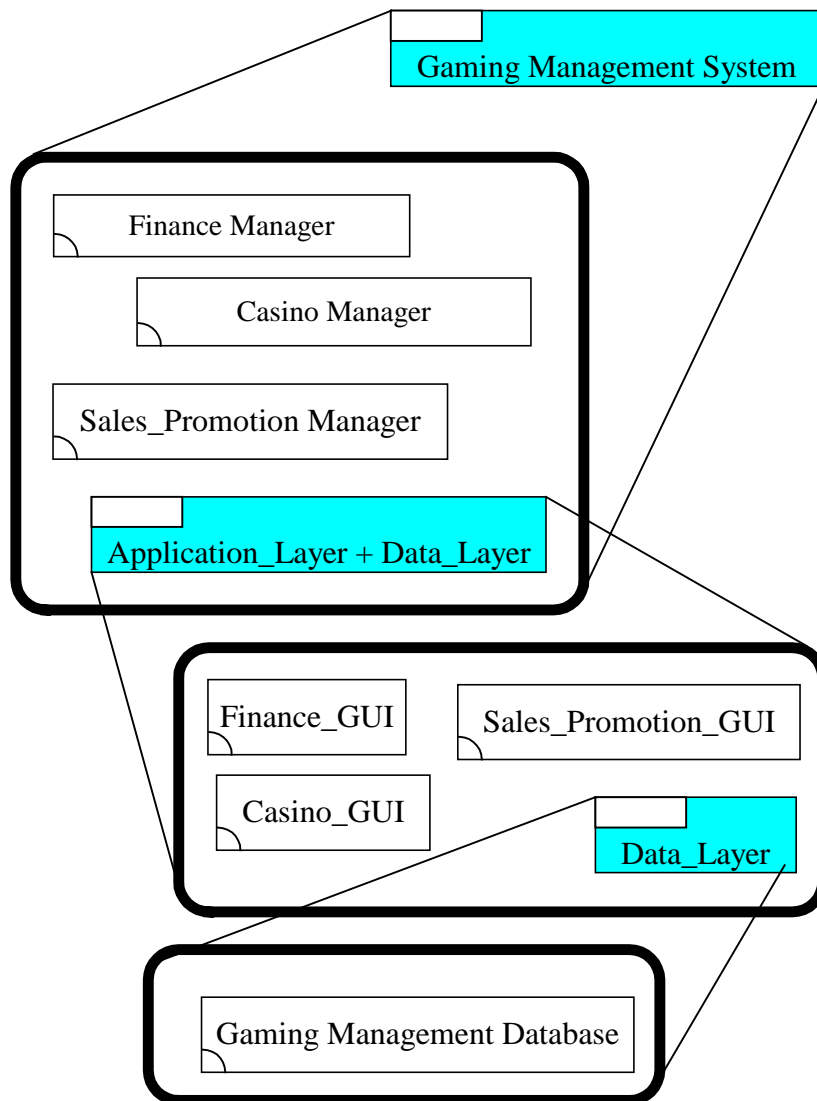 Gaming Management System
Finance Manager
Casino Manager
Sales_Promotion Manager
Application_Layer + Data_Layer
Finance_GUI
Sales_Promotion_GUI
Casino_GUI
Data_Layer
Gaming Management Database